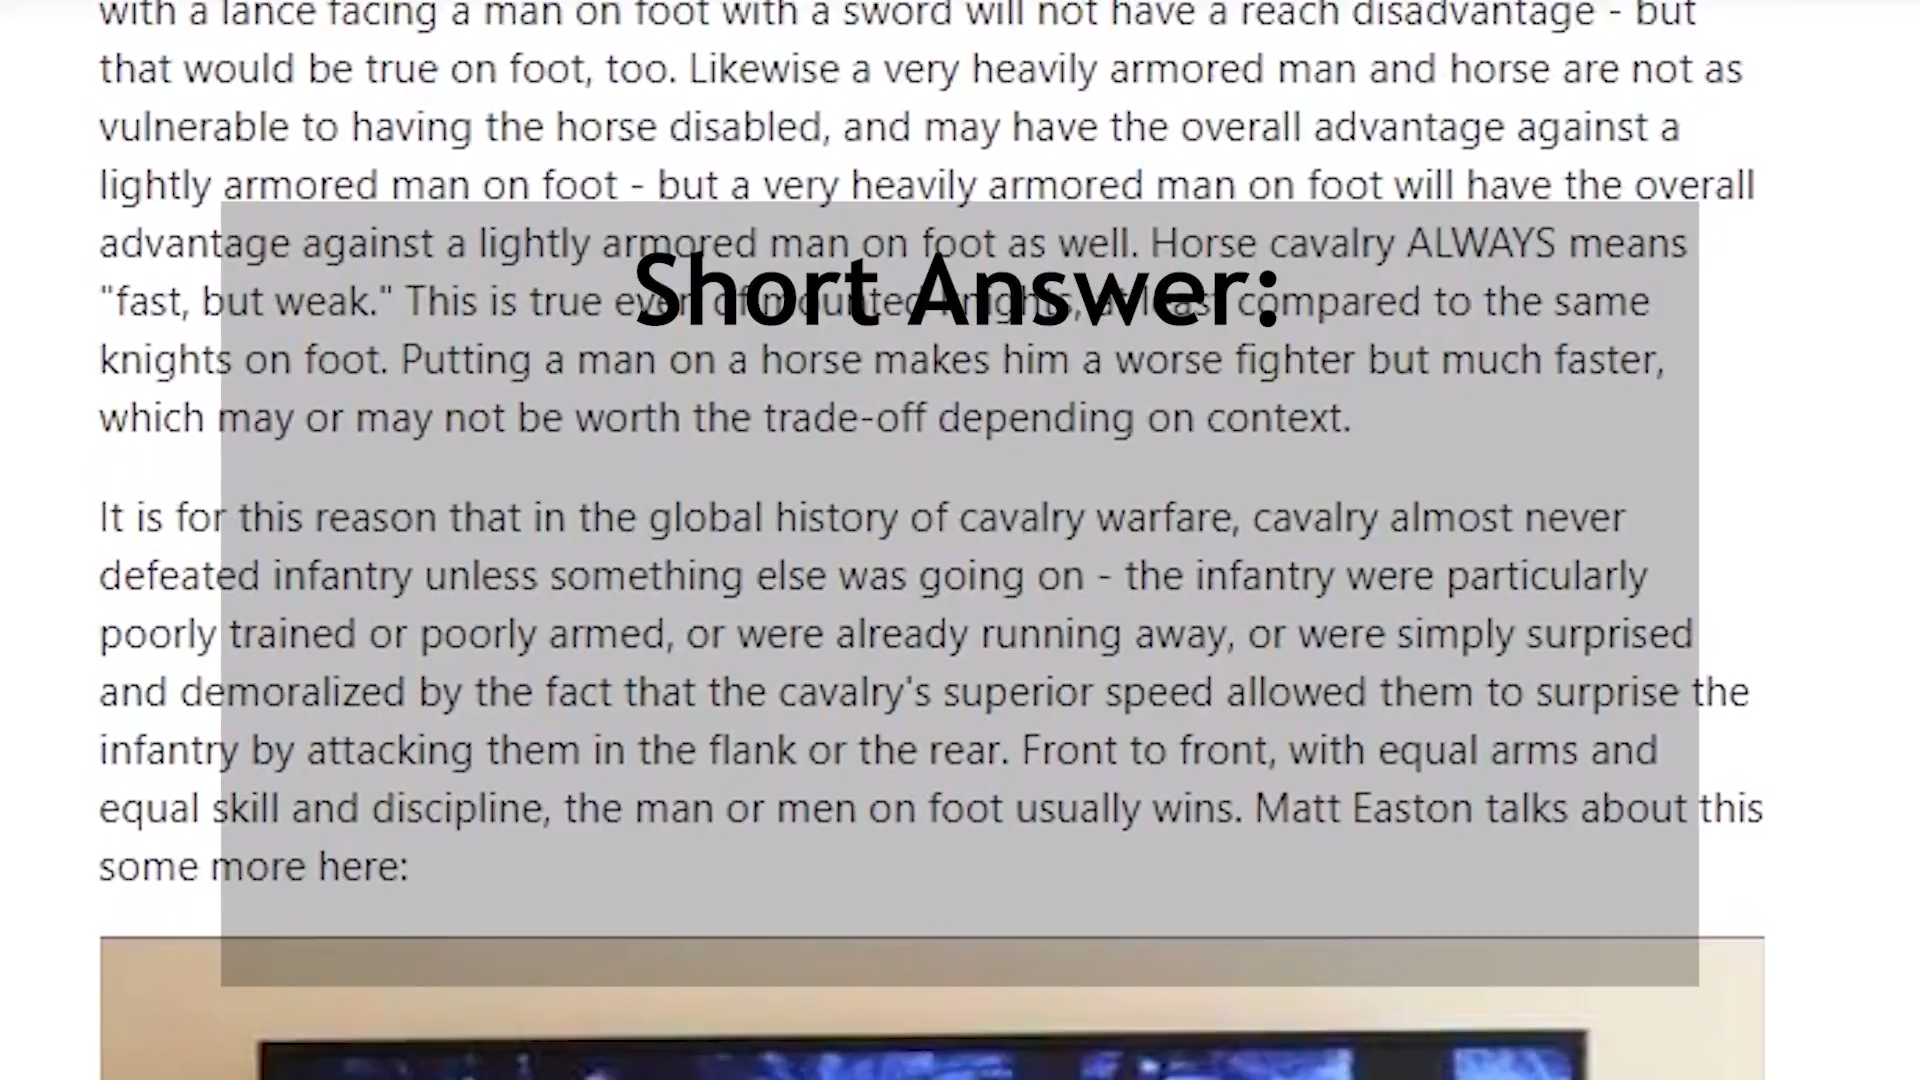 with a lance facing a man on foot with a sword will not have a reach disadvantage - but
that would be true on foot, too. Likewise a very heavily armored man and horse are not as
vulnerable to having the horse disabled, and may have the overall advantage against a
lightly armored man on foot - but a very heavily armored man on foot will have the overall
advantage against a lightly armored man on foot as well. Horse cavalry ALWAYS means
Short Answer:
"fast, but weak." This is true even of mounted knights, at least compared to the same
knights on foot. Putting a man on a horse makes him a worse fighter but much faster,
which may or may not be worth the trade-off depending on context.
It is for this reason that in the global history of cavalry warfare, cavalry almost never
defeated infantry unless something else was going on - the infantry were particularly
poorly trained or poorly armed, or were already running away, or were simply surprised
and demoralized by the fact that the cavalry's superior speed allowed them to surprise the
infantry by attacking them in the flank or the rear. Front to front, with equal arms and
equal skill and discipline, the man or men on foot usually wins. Matt Easton talks about this
some more here: